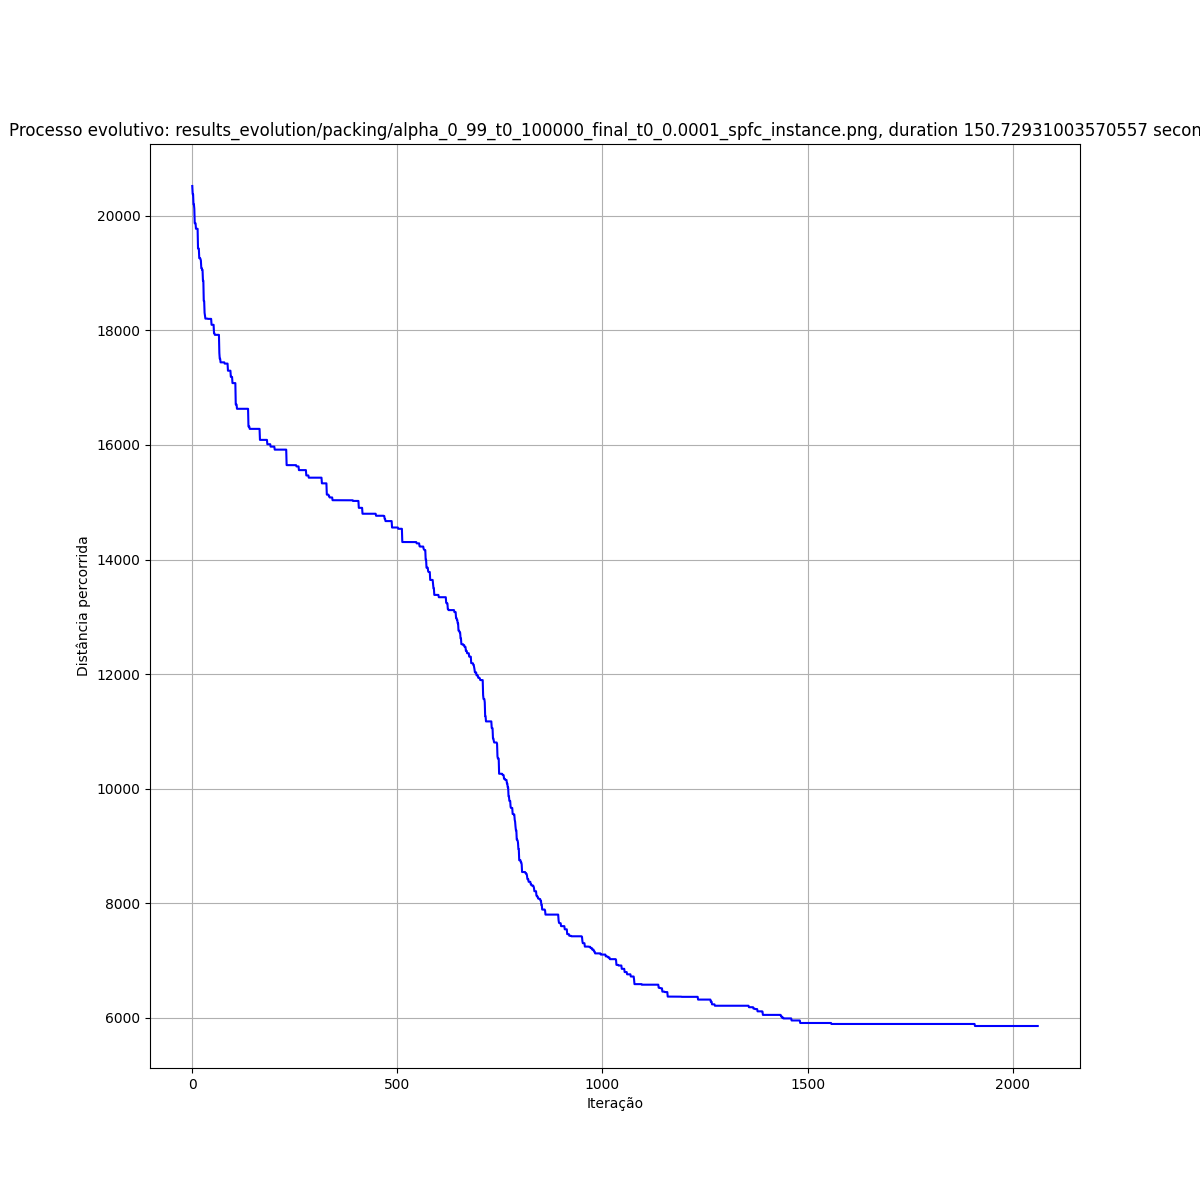 Processo evolutivo: results_evolution/packing/alpha_0_99_t0_100000_final_t0_0.0001_spfc_instance.png, duration 150.72931003570557 secon
20000
18000
16000
14000
12000
10000
8000
6000
Distância percorrida
0 500 1000 1500 2000
Iteração